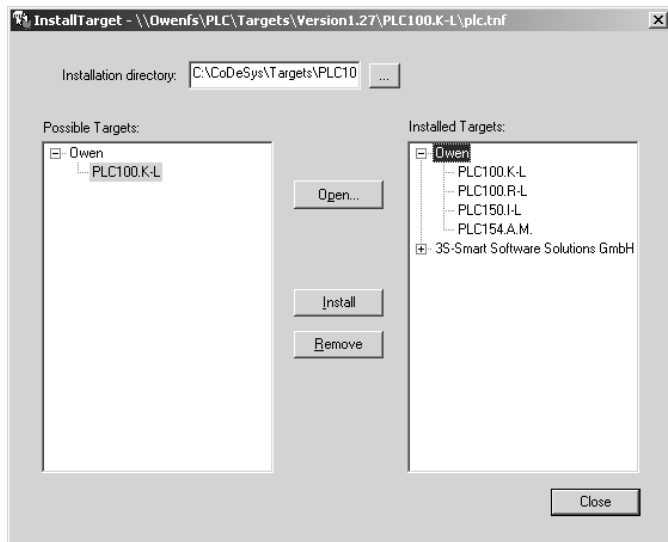 InstallTarget - \\Owenfs\PLC\Targets\Version1.27\PLC100.K-L\plc.tnf
Installation directory: C:\CoDeSys\Targets\PLC10 ...
Possible Targets:
Owen
PLC100.K-L
Open...
Install
Remove
Installed Targets:
Owen
PLC100.K-L
PLC100.R-L
PLC150.I-L
PLC154.A.M.
3S-Smart Software Solutions GmbH
Close